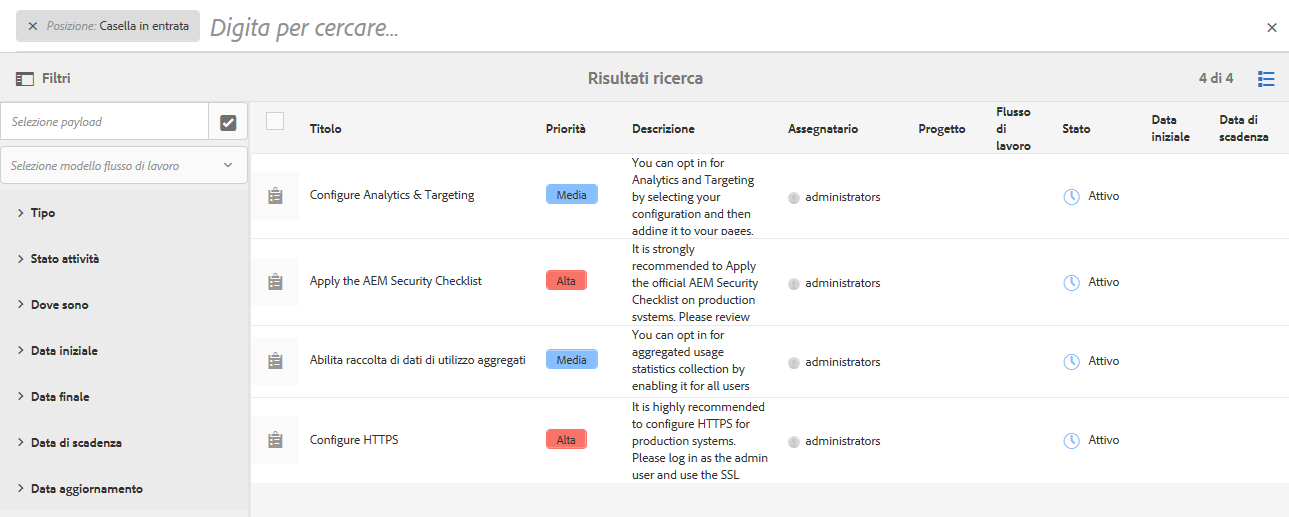 Posizione: Casella in entrata
Digita per cercare...
Filtri
Risultati ricerca
4 di 4
Selezione payload
Selezione modello flusso di lavoro
Tipo
Stato attività
Dove sono
Data iniziale
Data finale
Data di scadenza
Data aggiornamento
Titolo
Priorità
Descrizione
Assegnatario
Progetto
Flusso
di
lavoro
Stato
Data
iniziale
Data di
scadenza
Configure Analytics & Targeting
Media
You can opt in for
Analytics and Targeting
by selecting your
configuration and then
adding it to your pages.
administrators
Attivo
Apply the AEM Security Checklist
Alta
It is strongly
recommended to Apply
the official AEM Security
Checklist on production
systems. Please review
administrators
Attivo
Abilita raccolta di dati di utilizzo aggregati
Media
You can opt in for
aggregated usage
statistics collection by
enabling it for all users
administrators
Attivo
Configure HTTPS
Alta
It is highly recommended
to configure HTTPS for
production systems.
Please log in as the admin
user and use the SSL
administrators
Attivo